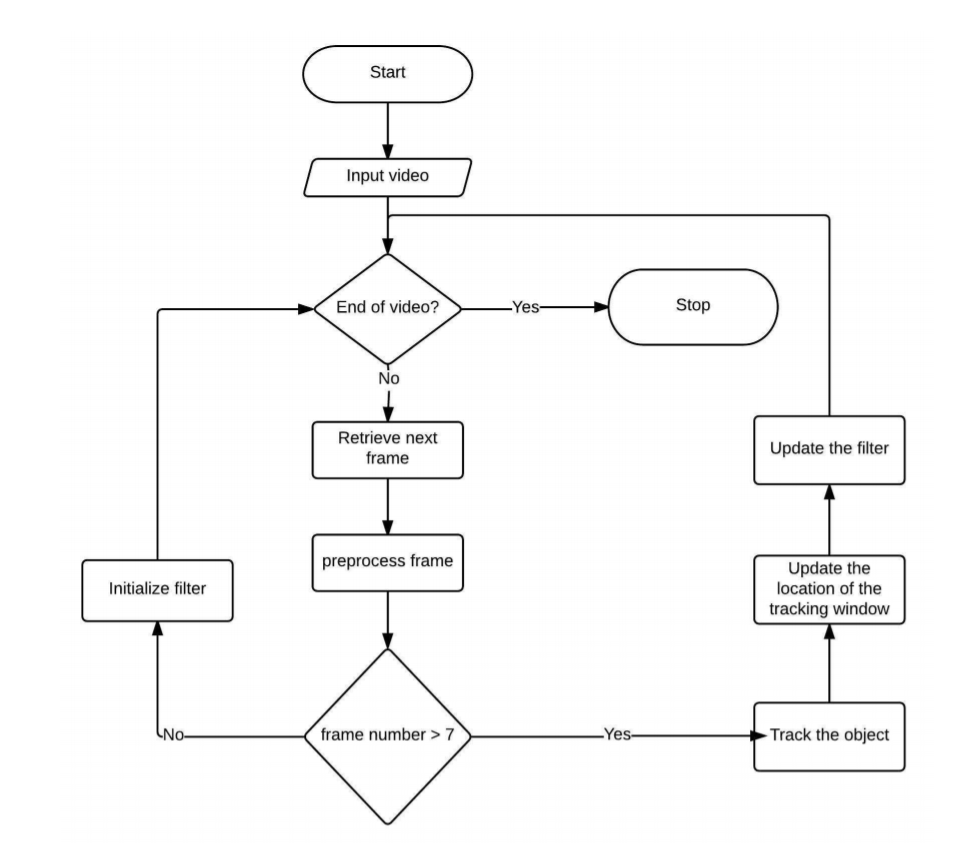 Start
Input video
End of video?
Yes
Stop
No
Retrieve next
frame
Update the filter
preprocess frame
Initialize filter
Update the
location of the
tracking window
No
frame number > 7
Yes
Track the object